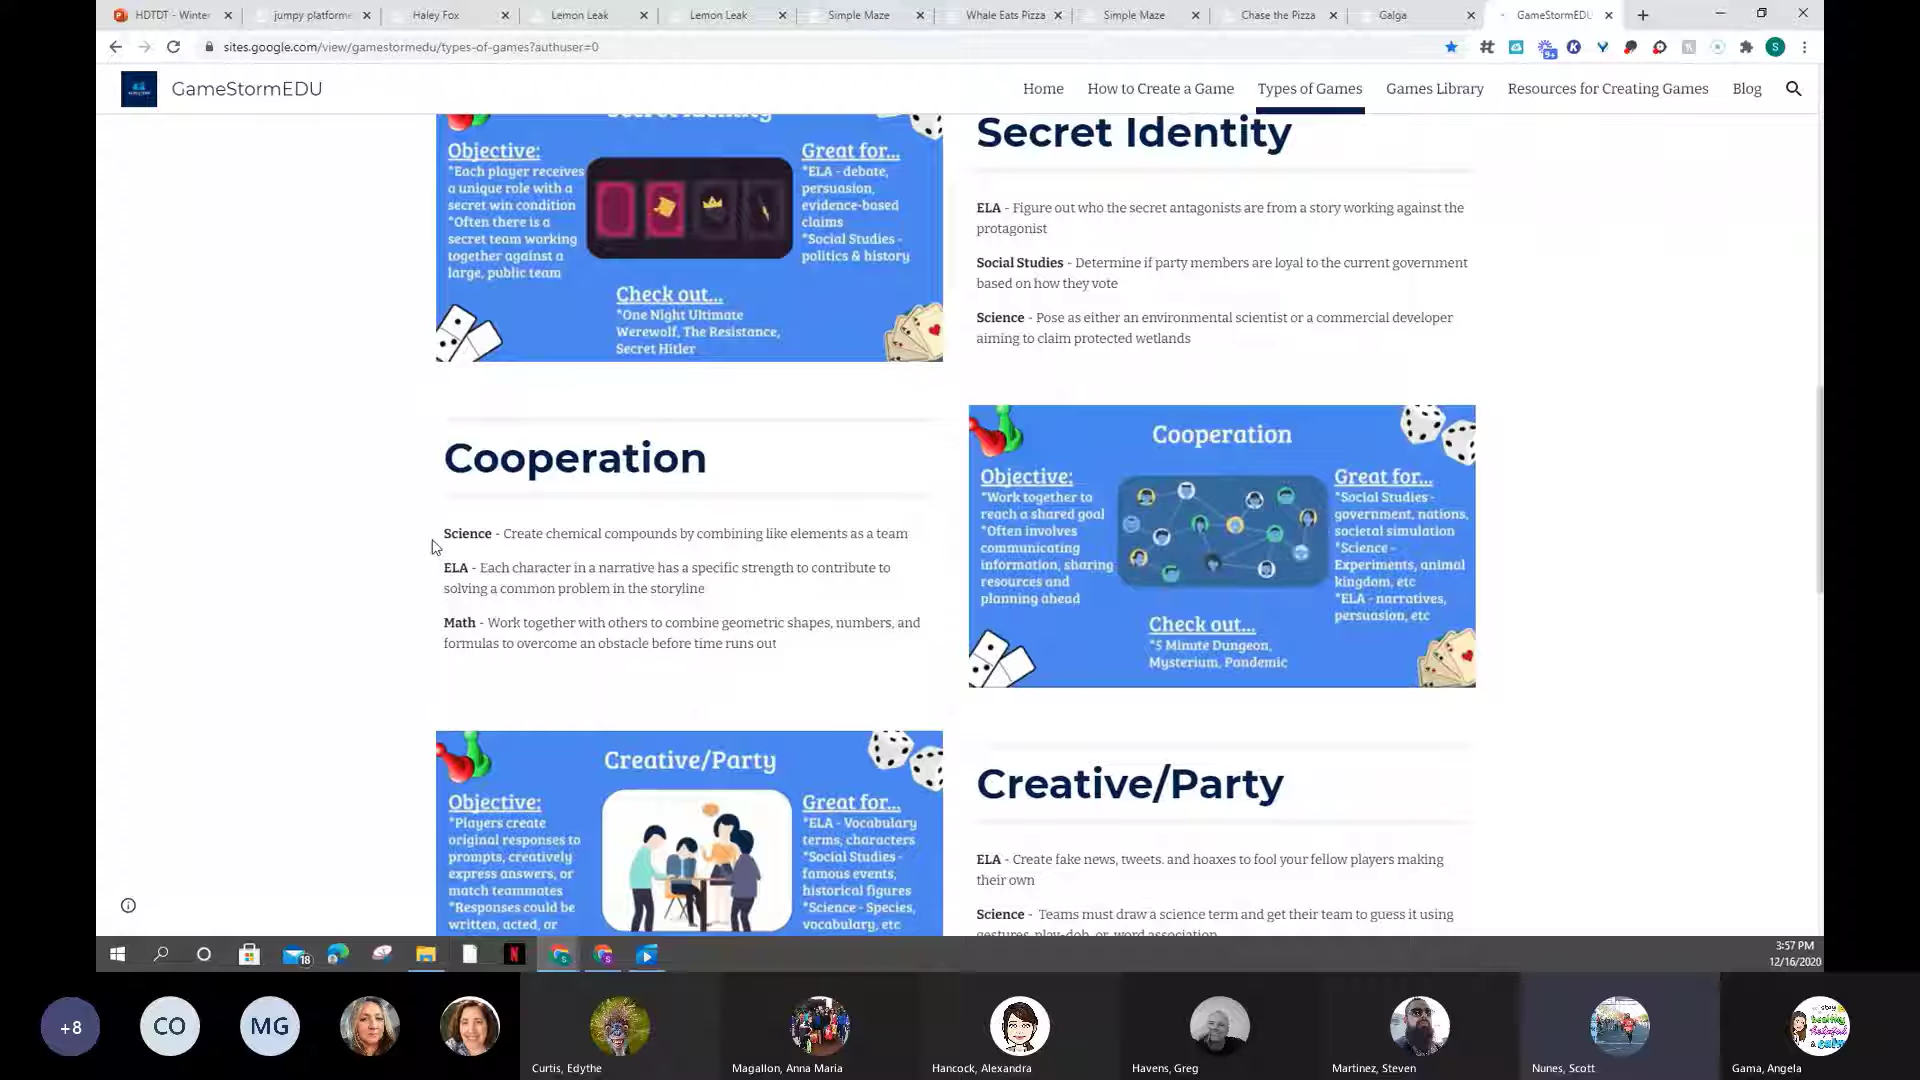 HDTDT - Winter
jumpy platforme
Haley Fox
Lemon Leak
Lemon Leak
Simple Maze
Whale Eats Pizza
Simple Maze
Chase the Pizza
Galga
GameStormEDU
sites.google.com/view/gamestormedu/types-of-games?authuser=0
9+
S
GameStormEDU
Home
How to Create a Game
Types of Games
Games Library
Resources for Creating Games
Blog
Secret Identity
Objective:
*Each player receives
a unique role with a
secret win condition
*Often there is a
secret team working
together against a
large, public team
Great for...
*ELA - debate,
persuasion,
evidence-based
claims
*Social Studies -
politics & history
Check out...
*One Night Ultimate
Werewolf, The Resistance,
Secret Hitler
Secret Identity
ELA - Figure out who the secret antagonists are from a story working against the
protagonist
Social Studies - Determine if party members are loyal to the current government
based on how they vote
Science - Pose as either an environmental scientist or a commercial developer
aiming to claim protected wetlands
Cooperation
Science - Create chemical compounds by combining like elements as a team
ELA - Each character in a narrative has a specific strength to contribute to
solving a common problem in the storyline
Math - Work together with others to combine geometric shapes, numbers, and
formulas to overcome an obstacle before time runs out
Cooperation
Objective:
*Work together to
reach a shared goal
*Often involves
communicating
information, sharing
resources and
planning ahead
Great for...
*Social Studies -
government, nations,
societal simulation
*Science -
Experiments, animal
kingdom, etc
*ELA - narratives,
persuasion, etc
Check out...
*5 Minute Dungeon,
Mysterium, Pandemic
Creative/Party
Objective:
*Players create
original responses to
prompts, creatively
express answers, or
match teammates
*Responses could be
written, acted, or
Great for...
*ELA - Vocabulary
terms, characters
*Social Studies -
famous events,
historical figures
*Science - Species,
vocabulary, etc
Creative/Party
ELA - Create fake news, tweets. and hoaxes to fool your fellow players making
their own
Science - Teams must draw a science term and get their team to guess it using
gestures, play-doh, or, word association
18
3:57 PM
12/16/2020
+8
CO
MG
Curtis, Edythe
Magallon, Anna Maria
Hancock, Alexandra
Havens, Greg
Martinez, Steven
Nunes, Scott
Gama, Angela